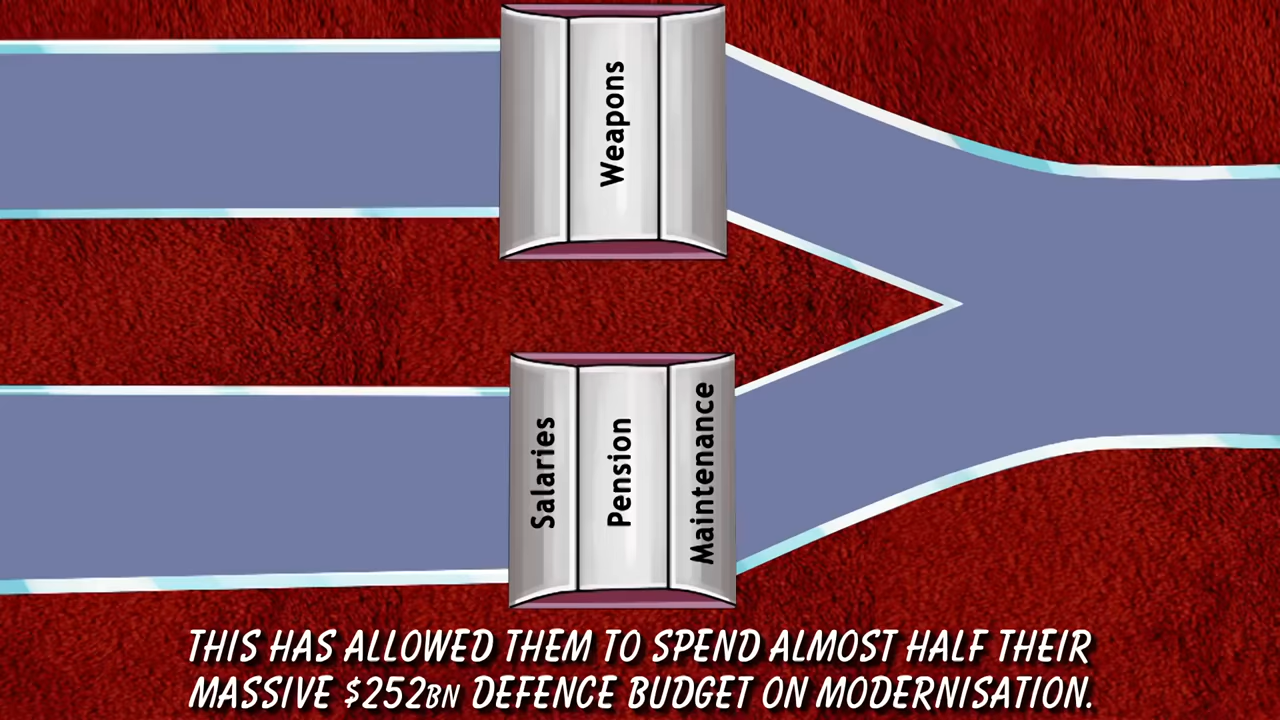 Weapons
Salaries
Pension
Maintenance
THIS HAS ALLOWED THEM TO SPEND ALMOST HALF THEIR
MASSIVE $252BN DEFENCE BUDGET ON MODERNISATION.